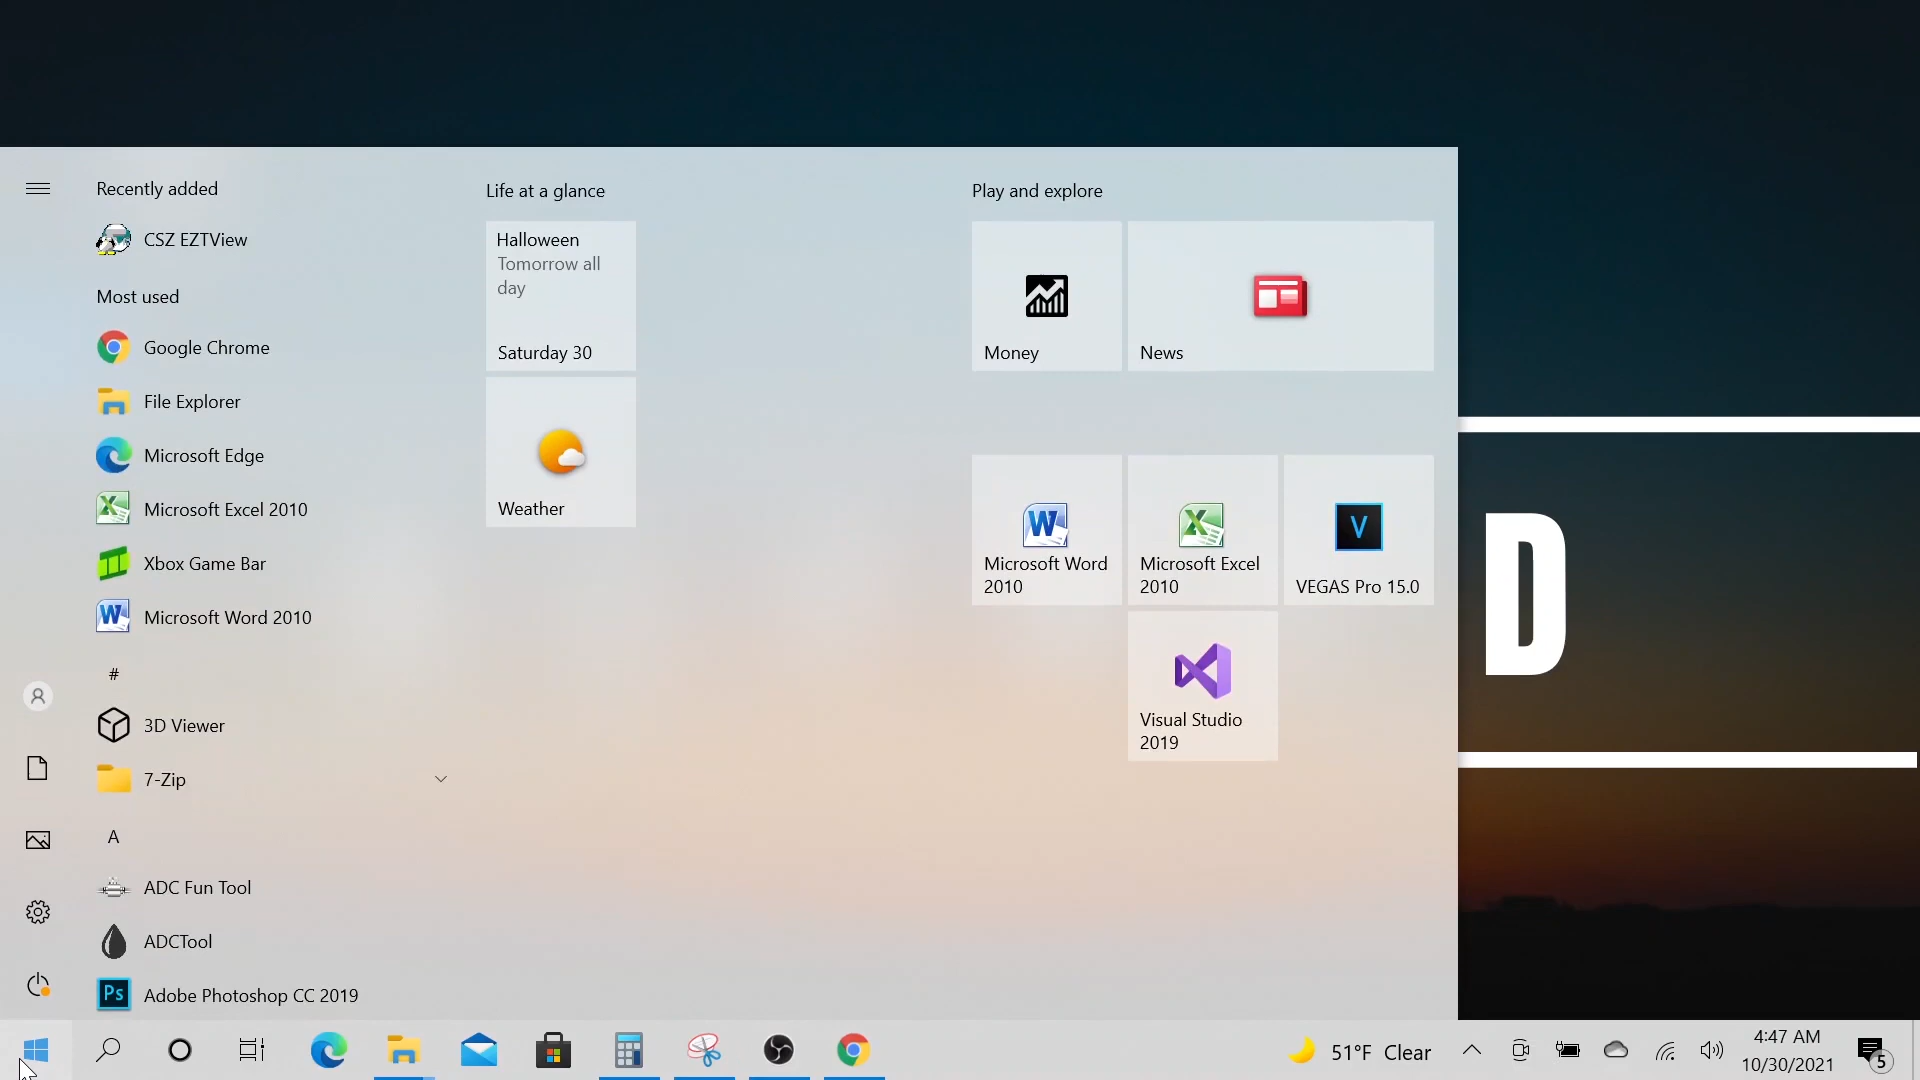 Recently added
CSZ EZTView
Most used
Google Chrome
File Explorer
Microsoft Edge
Microsoft Excel 2010
Xbox Game Bar
Microsoft Word 2010
#
3D Viewer
7-Zip
A
ADC Fun Tool
ADCTool
Ps
Adobe Photoshop CC 2019
Life at a glance
Halloween
Tomorrow all
day
Saturday 30
Weather
Play and explore
Money
News
Microsoft Word
2010
Microsoft Excel
2010
V
VEGAS Pro 15.0
Visual Studio
2019
D
51°F Clear
4:47 AM
10/30/2021
5